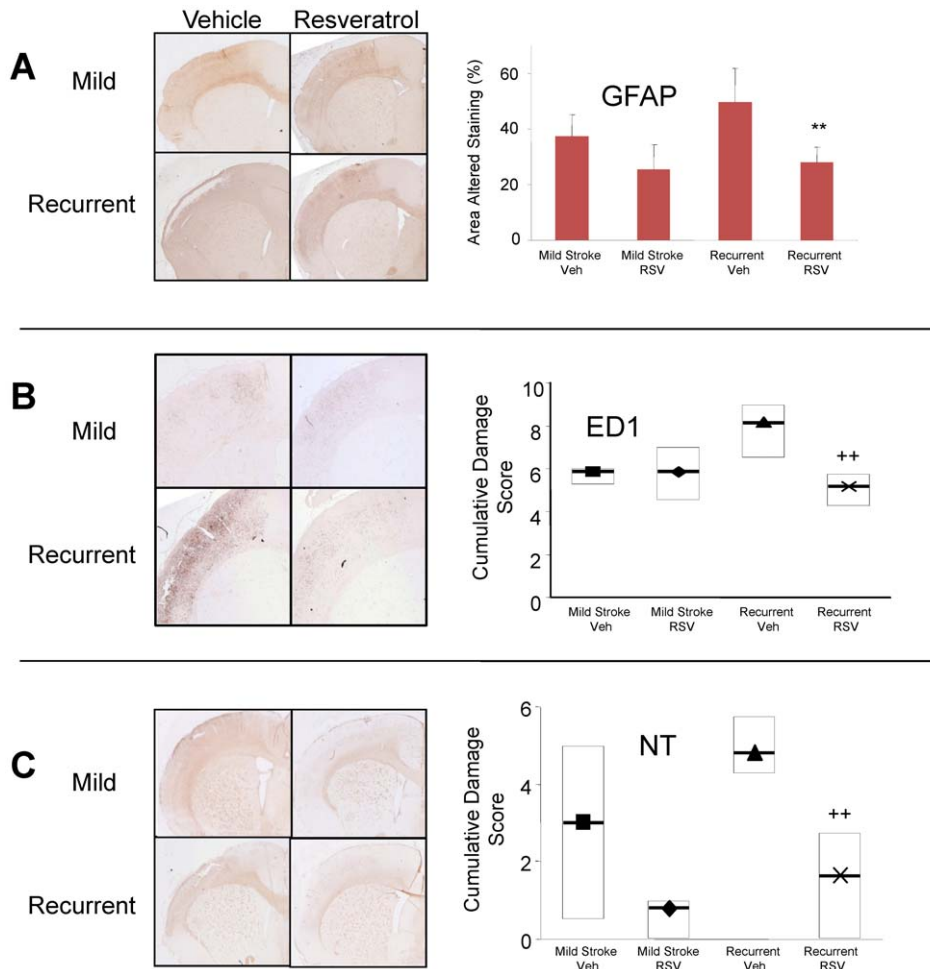 Vehicle Resveratrol
A
Mild
Recurrent
Area Altered Staining (%)
60
40
20
0
GFAP
**
Mild Stroke Veh
Mild Stroke RSV
Recurrent Veh
Recurrent RSV
B
Mild
Recurrent
Cumulative Damage
Score
10
8
6
4
2
0
ED1
++
Mild Stroke Veh
Mild Stroke RSV
Recurrent Veh
Recurrent RSV
C
Mild
Recurrent
Cumulative Damage
Score
6
4
2
0
NT
++
Mild Stroke Veh
Mild Stroke RSV
Recurrent Veh
Recurrent RSV